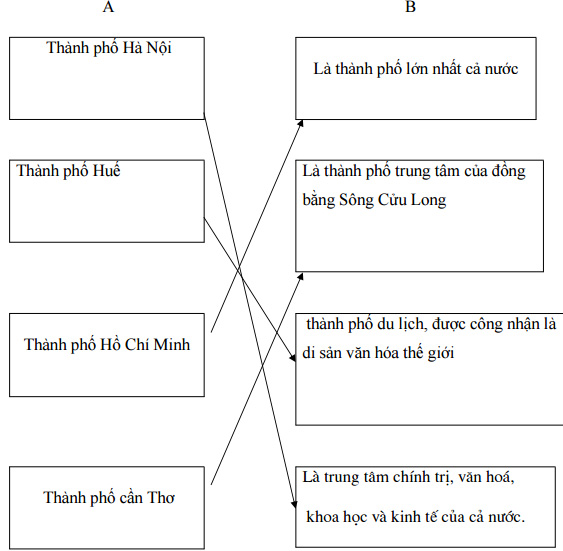 A
B
Thành phố Hà Nội
Là thành phố lớn nhất cả nước
Thành phố Huế
Là thành phố trung tâm của đồng
bằng Sông Cửu Long
Thành phố Hồ Chí Minh
thành phố du lịch, được công nhận là
di sản văn hóa thế giới
Thành phố cần Thơ
Là trung tâm chính trị, văn hoá,
khoa học và kinh tế của cả nước.